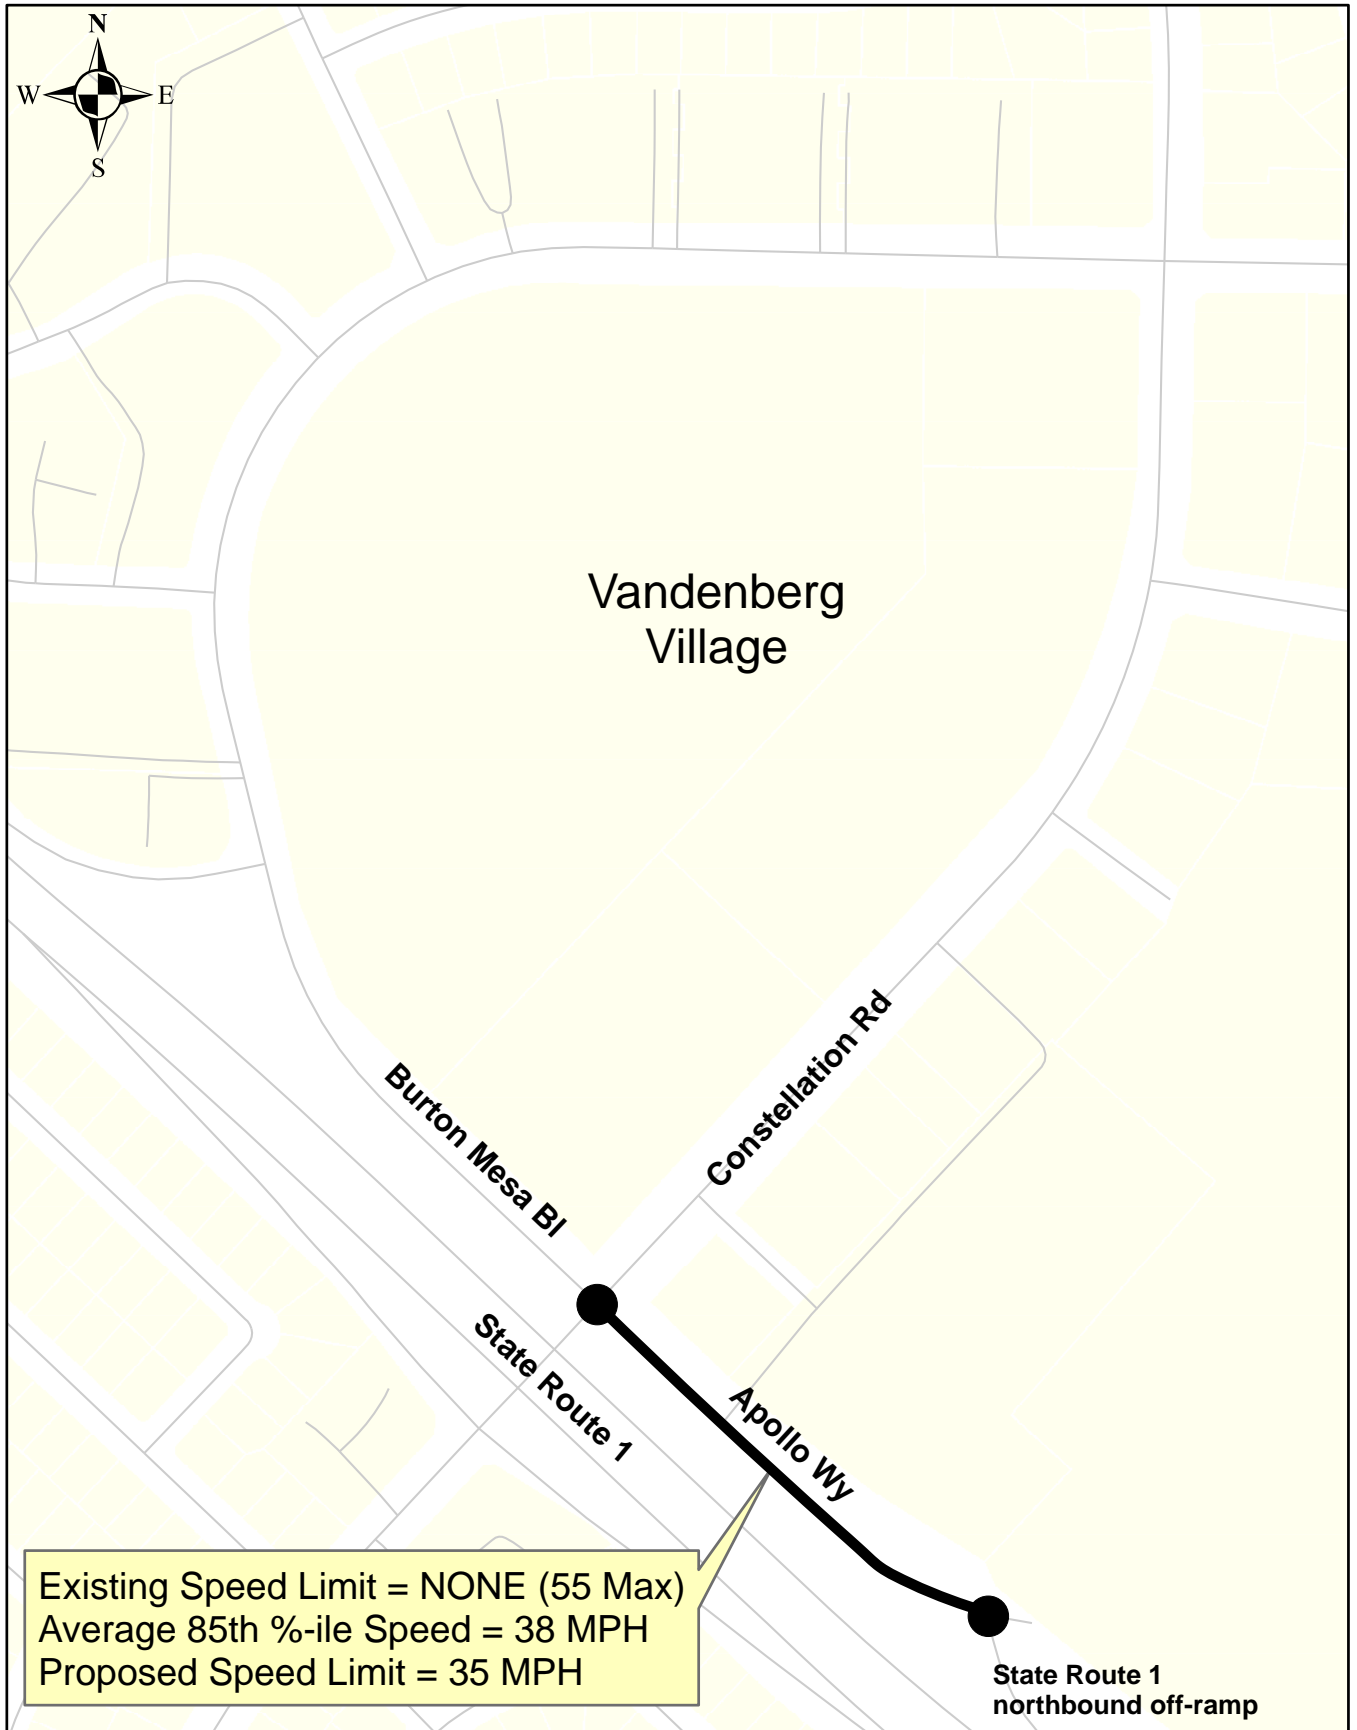 N
W E
S
Vandenberg
Village
Constellation Rd
Burton Mesa Bl
State Route 1
Apollo Wy
Existing Speed Limit = NONE (55 Max)
Average 85th %-ile Speed = 38 MPH
Proposed Speed Limit = 35 MPH
State Route 1
northbound off-ramp